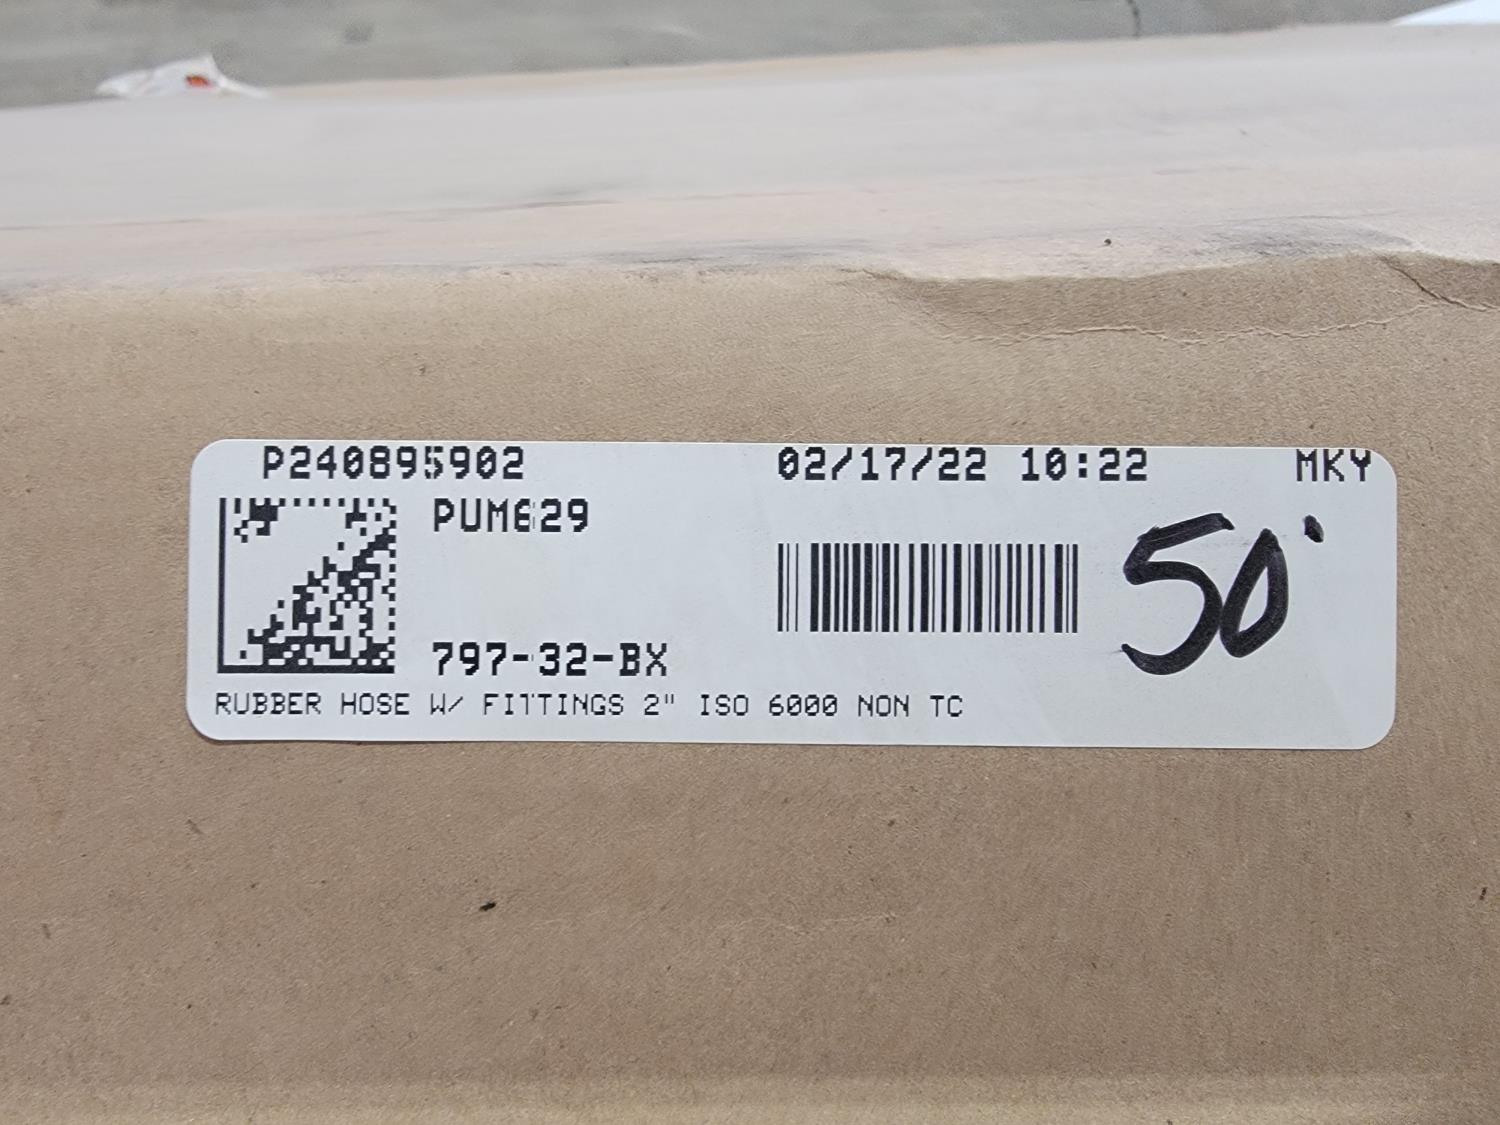 P240895902 02/17/22 10:22 MKY
PUM629
50'
797-32-BX
RUBBER HOSE W/ FITTINGS 2" ISO 6000 NON TC